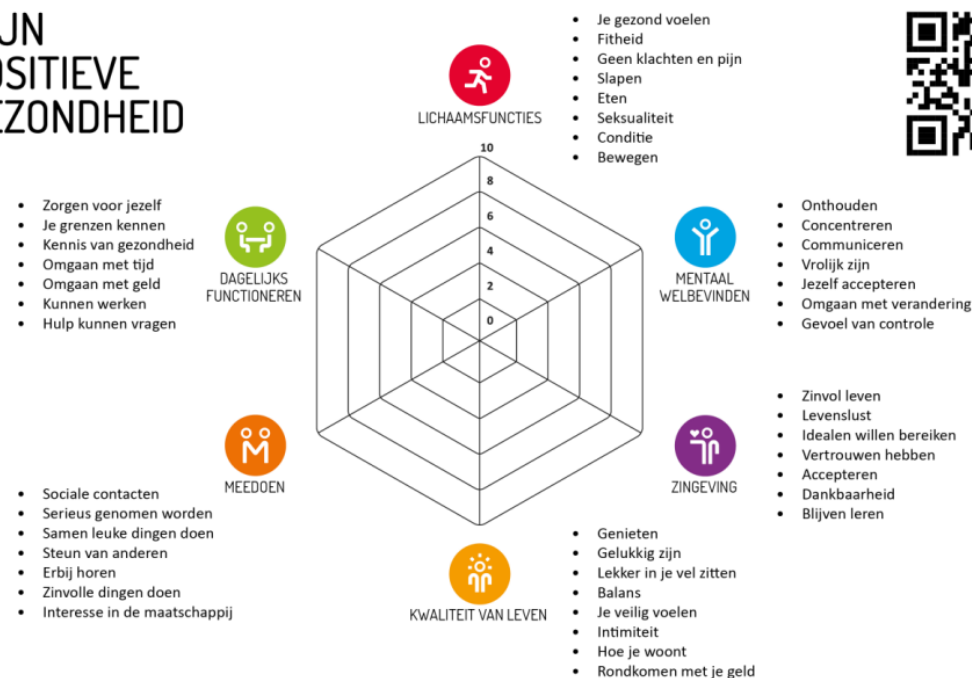 JN
OSITIEVE
EZONDHEID
LICHAAMSFUNCTIES
• Je gezond voelen
• Fitheid
• Geen klachten en pijn
• Slapen
• Eten
• Seksualiteit
• Conditie
• Bewegen
10
8
6
4
2
0
MENTAAL
WELBEVINDEN
• Onthouden
• Concentreren
• Communiceren
• Vrolijk zijn
• Jezelf accepteren
• Omgaan met verandering
• Gevoel van controle
ZINGEVING
• Zinvol leven
• Levenslust
• Idealen willen bereiken
• Vertrouwen hebben
• Accepteren
• Dankbaarheid
• Blijven leren
KWALITEIT VAN LEVEN
• Genieten
• Gelukkig zijn
• Lekker in je vel zitten
• Balans
• Je veilig voelen
• Intimiteit
• Hoe je woont
• Rondkomen met je geld
MEEDOEN
• Sociale contacten
• Serieus genomen worden
• Samen leuke dingen doen
• Steun van anderen
• Erbij horen
• Zinvolle dingen doen
• Interesse in de maatschappij
DAGELIJKS
FUNCTIONEREN
• Zorgen voor jezelf
• Je grenzen kennen
• Kennis van gezondheid
• Omgaan met tijd
• Omgaan met geld
• Kunnen werken
• Hulp kunnen vragen